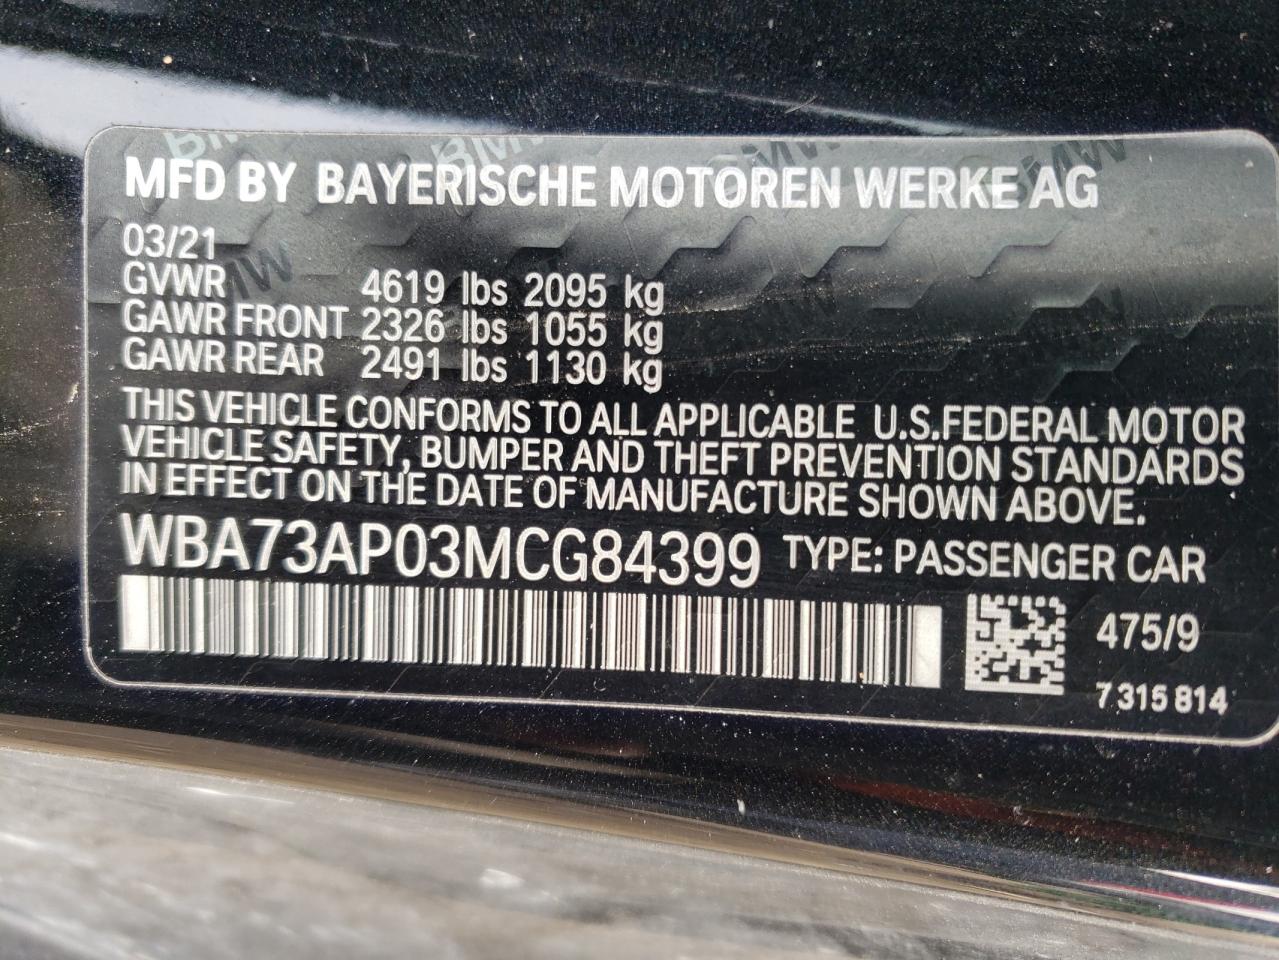 MFD BY BAYERISCHE MOTOREN WERKE AG
03/21
GVWR 4619 lbs 2095 kg
GAWR FRONT 2326 lbs 1055 kg
GAWR REAR 2491 lbs 1130 kg
THIS VEHICLE CONFORMS TO ALL APPLICABLE U.S.FEDERAL MOTOR
VEHICLE SAFETY, BUMPER AND THEFT PREVENTION STANDARDS
IN EFFECT ON THE DATE OF MANUFACTURE SHOWN ABOVE.
WBA73AP03MCG84399 TYPE: PASSENGER CAR
475/9
7 315 814